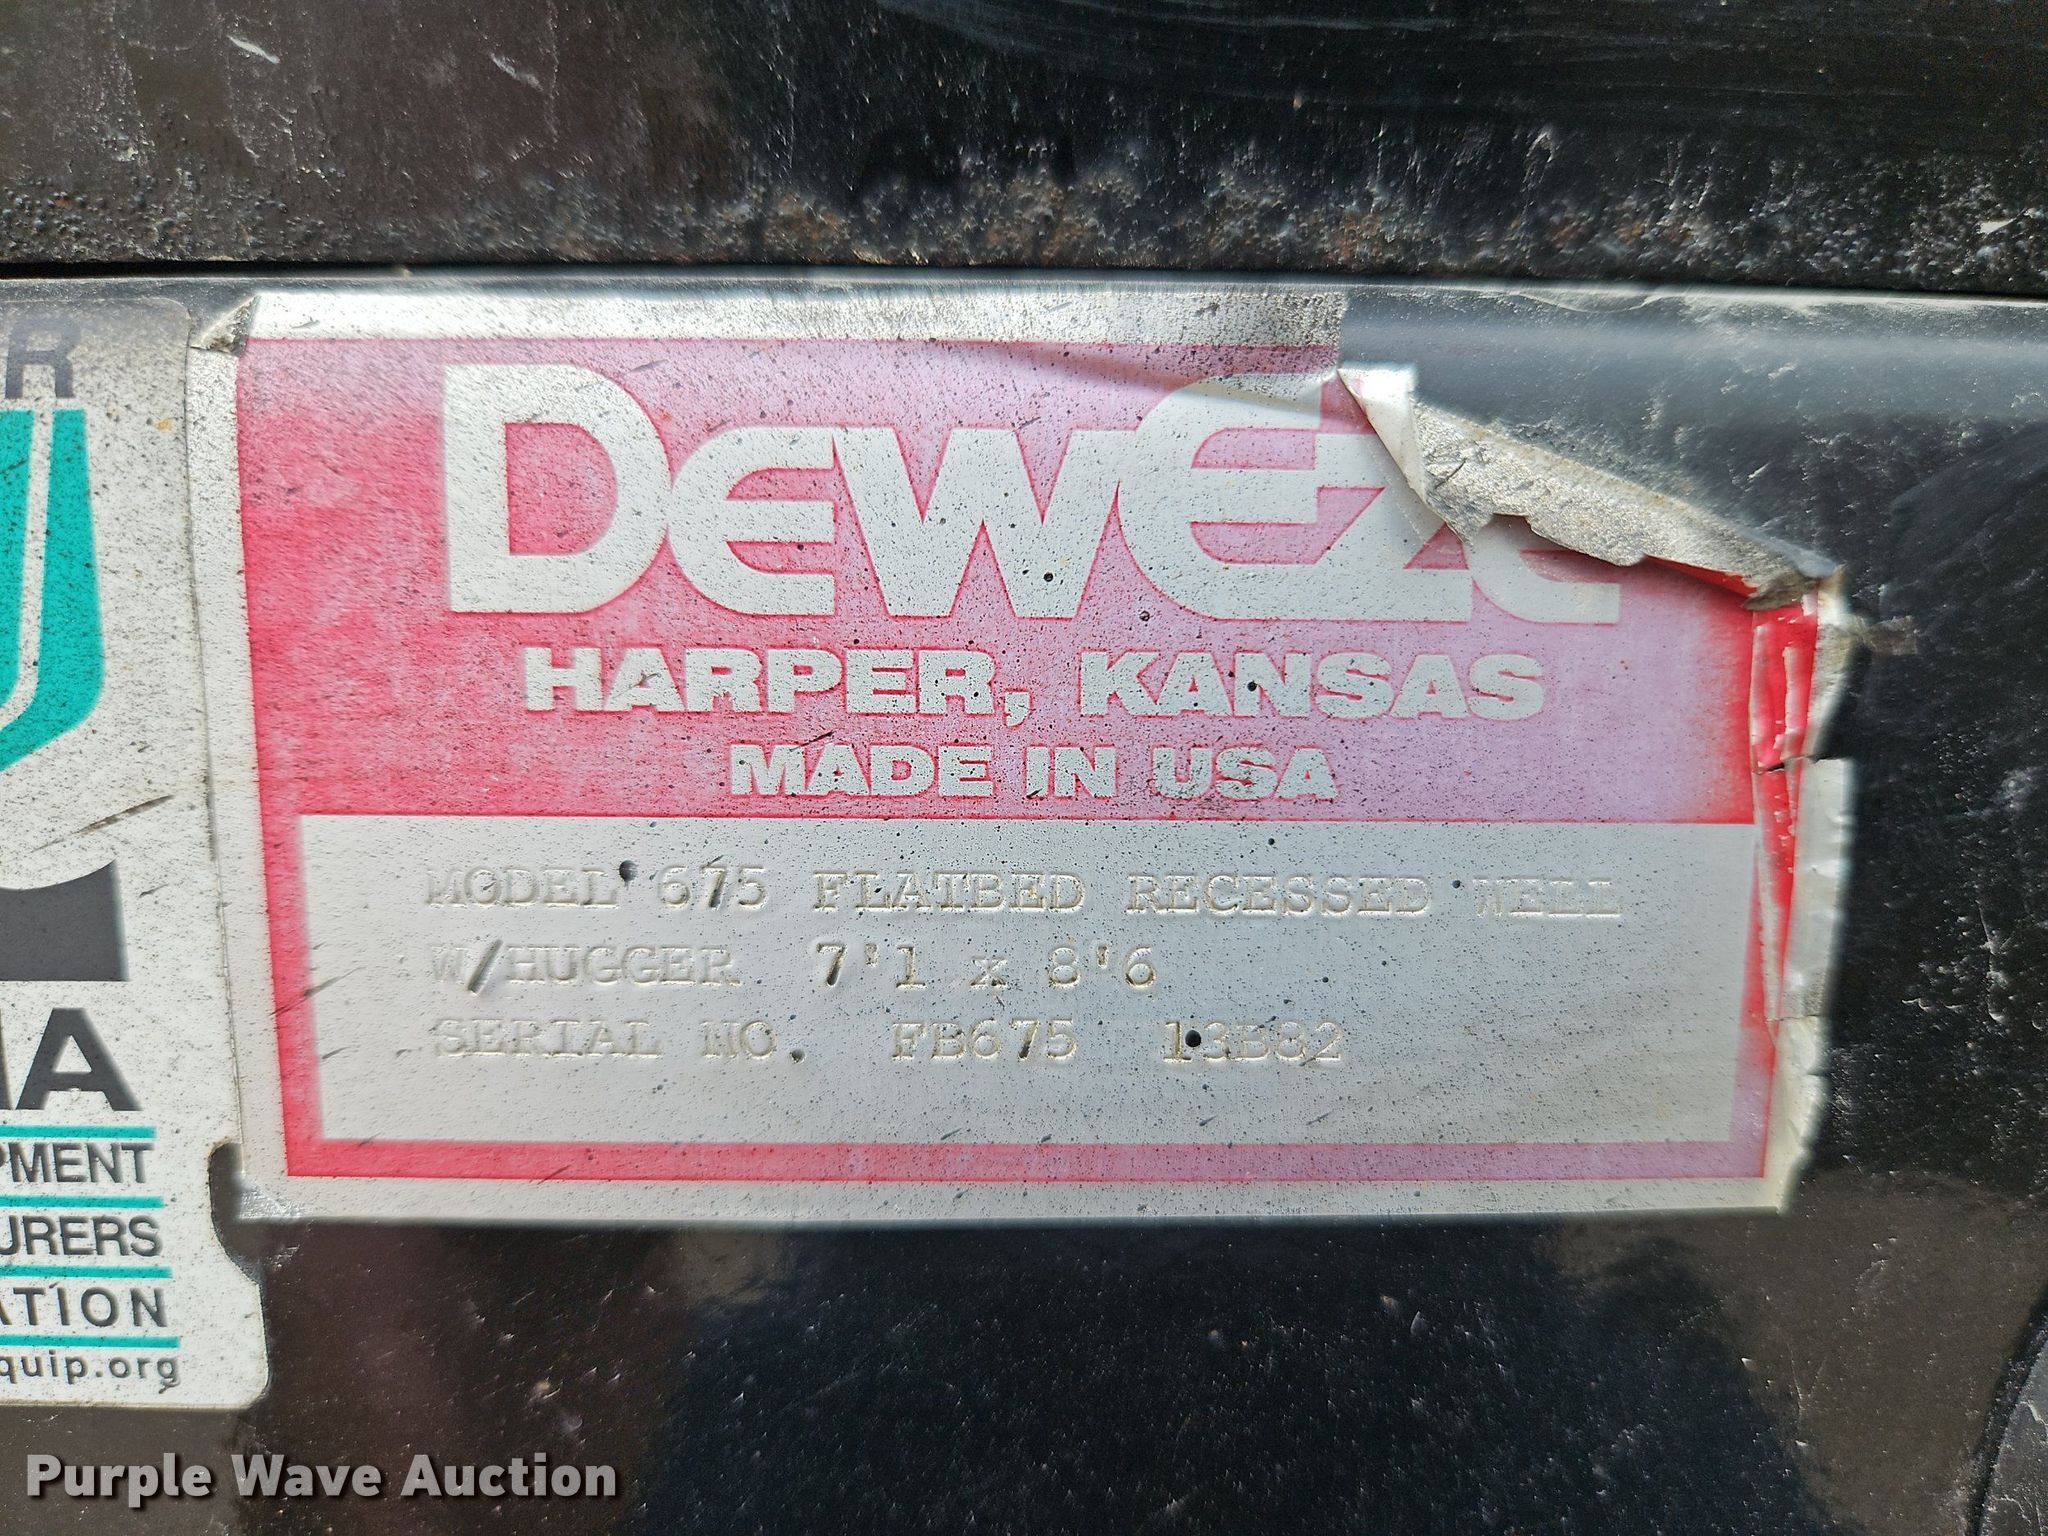 DewEze
HARPER, KANSAS
MADE IN USA
MODEL 675 FLATBED RECESSED WELL
W/HUGGER 7'1 x 8'6
SERIAL NO. FB675 13B82
R
IA
PMENT
URERS
ATION
quip.org
Purple Wave Auction